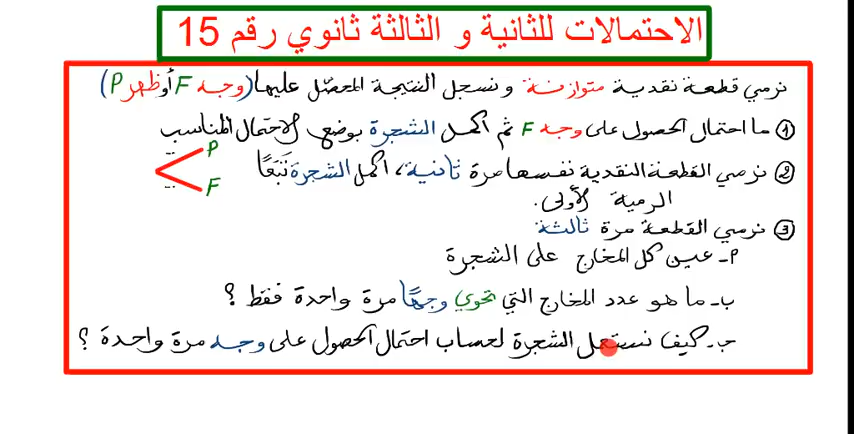 الاحتمالات للثانية و الثالثة ثانوي رقم 15
نرمي قطعة نقدية متوازنة ونسجل النتيجة المحصّل عليها (وجه F أو ظهر P)
① ما احتمال الحصول على وجه F ثم أكمل الشجرة بوضع الاحتمال المناسب
② نرمي القطعة النقدية نفسها مرة ثانية، أكمل الشجرة تَبَعًا
الرمية الأولى.
.. P
.. F
③ نرمي القطعة مرة ثالثة
أ- عين كل المخارج على الشجرة
ب- ما هو عدد المخارج التي تحوي وجهًا مرة واحدة فقط ؟
ج- كيف نستعمل الشجرة لحساب احتمال الحصول على وجه مرة واحدة ؟